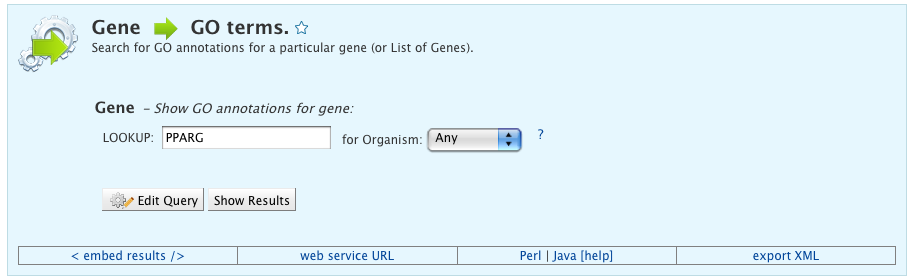 Gene GO terms.
Search for GO annotations for a particular gene (or List of Genes).
Gene – Show GO annotations for gene:
LOOKUP: PPARG for Organism: Any ?
Edit Query Show Results
< embed results /> web service URL Perl | Java [help] export XML